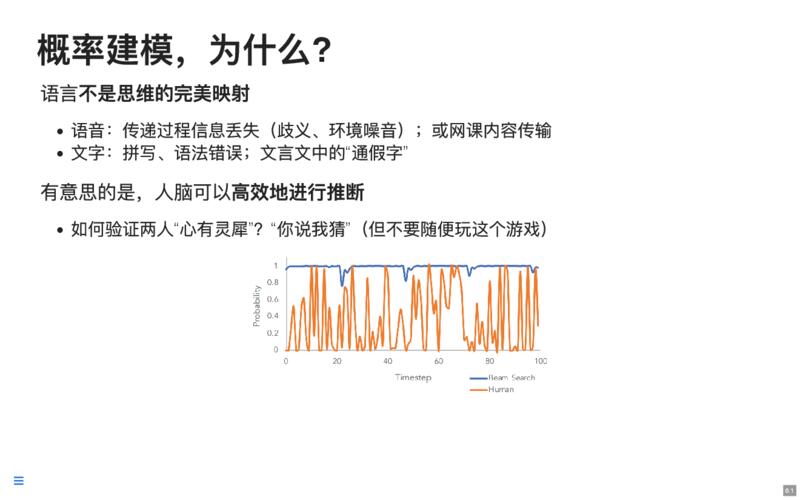 概率建模，为什么?
语言不是思维的完美映射
• 语音：传递过程信息丢失（歧义、环境噪音）；或网课内容传输
• 文字：拼写、语法错误；文言文中的“通假字”
有意思的是，人脑可以高效地进行推断
• 如何验证两人“心有灵犀”？“你说我猜”（但不要随便玩这个游戏）
Probability
1
0.8
0.6
0.4
0.2
0
0 20 40 60 80 100
Timestep
Beam Search
Human
6.1